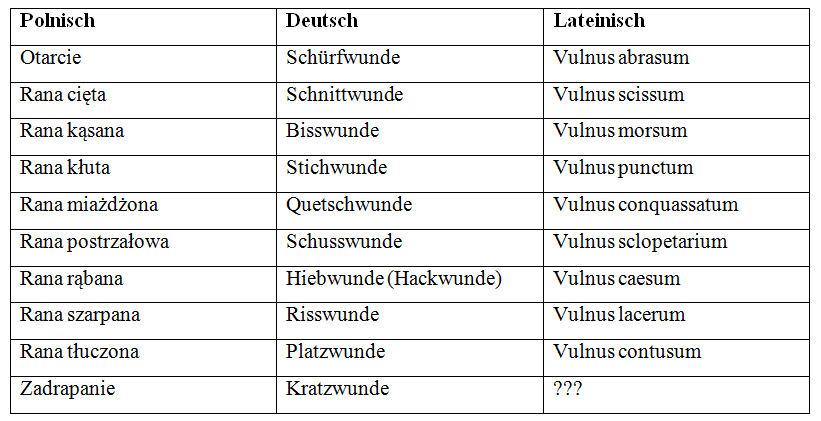 Polnisch Deutsch Lateinisch
Otarcie Schürfwunde Vulnus abrasum
Rana cięta Schnittwunde Vulnus scissum
Rana kąsana Bisswunde Vulnus morsum
Rana kłuta Stichwunde Vulnus punctum
Rana miażdżona Quetschwunde Vulnus conquassatum
Rana postrzałowa Schusswunde Vulnus sclopetarium
Rana rąbana Hiebwunde (Hackwunde) Vulnus caesum
Rana szarpana Risswunde Vulnus lacerum
Rana tłuczona Platzwunde Vulnus contusum
Zadrapanie Kratzwunde ???